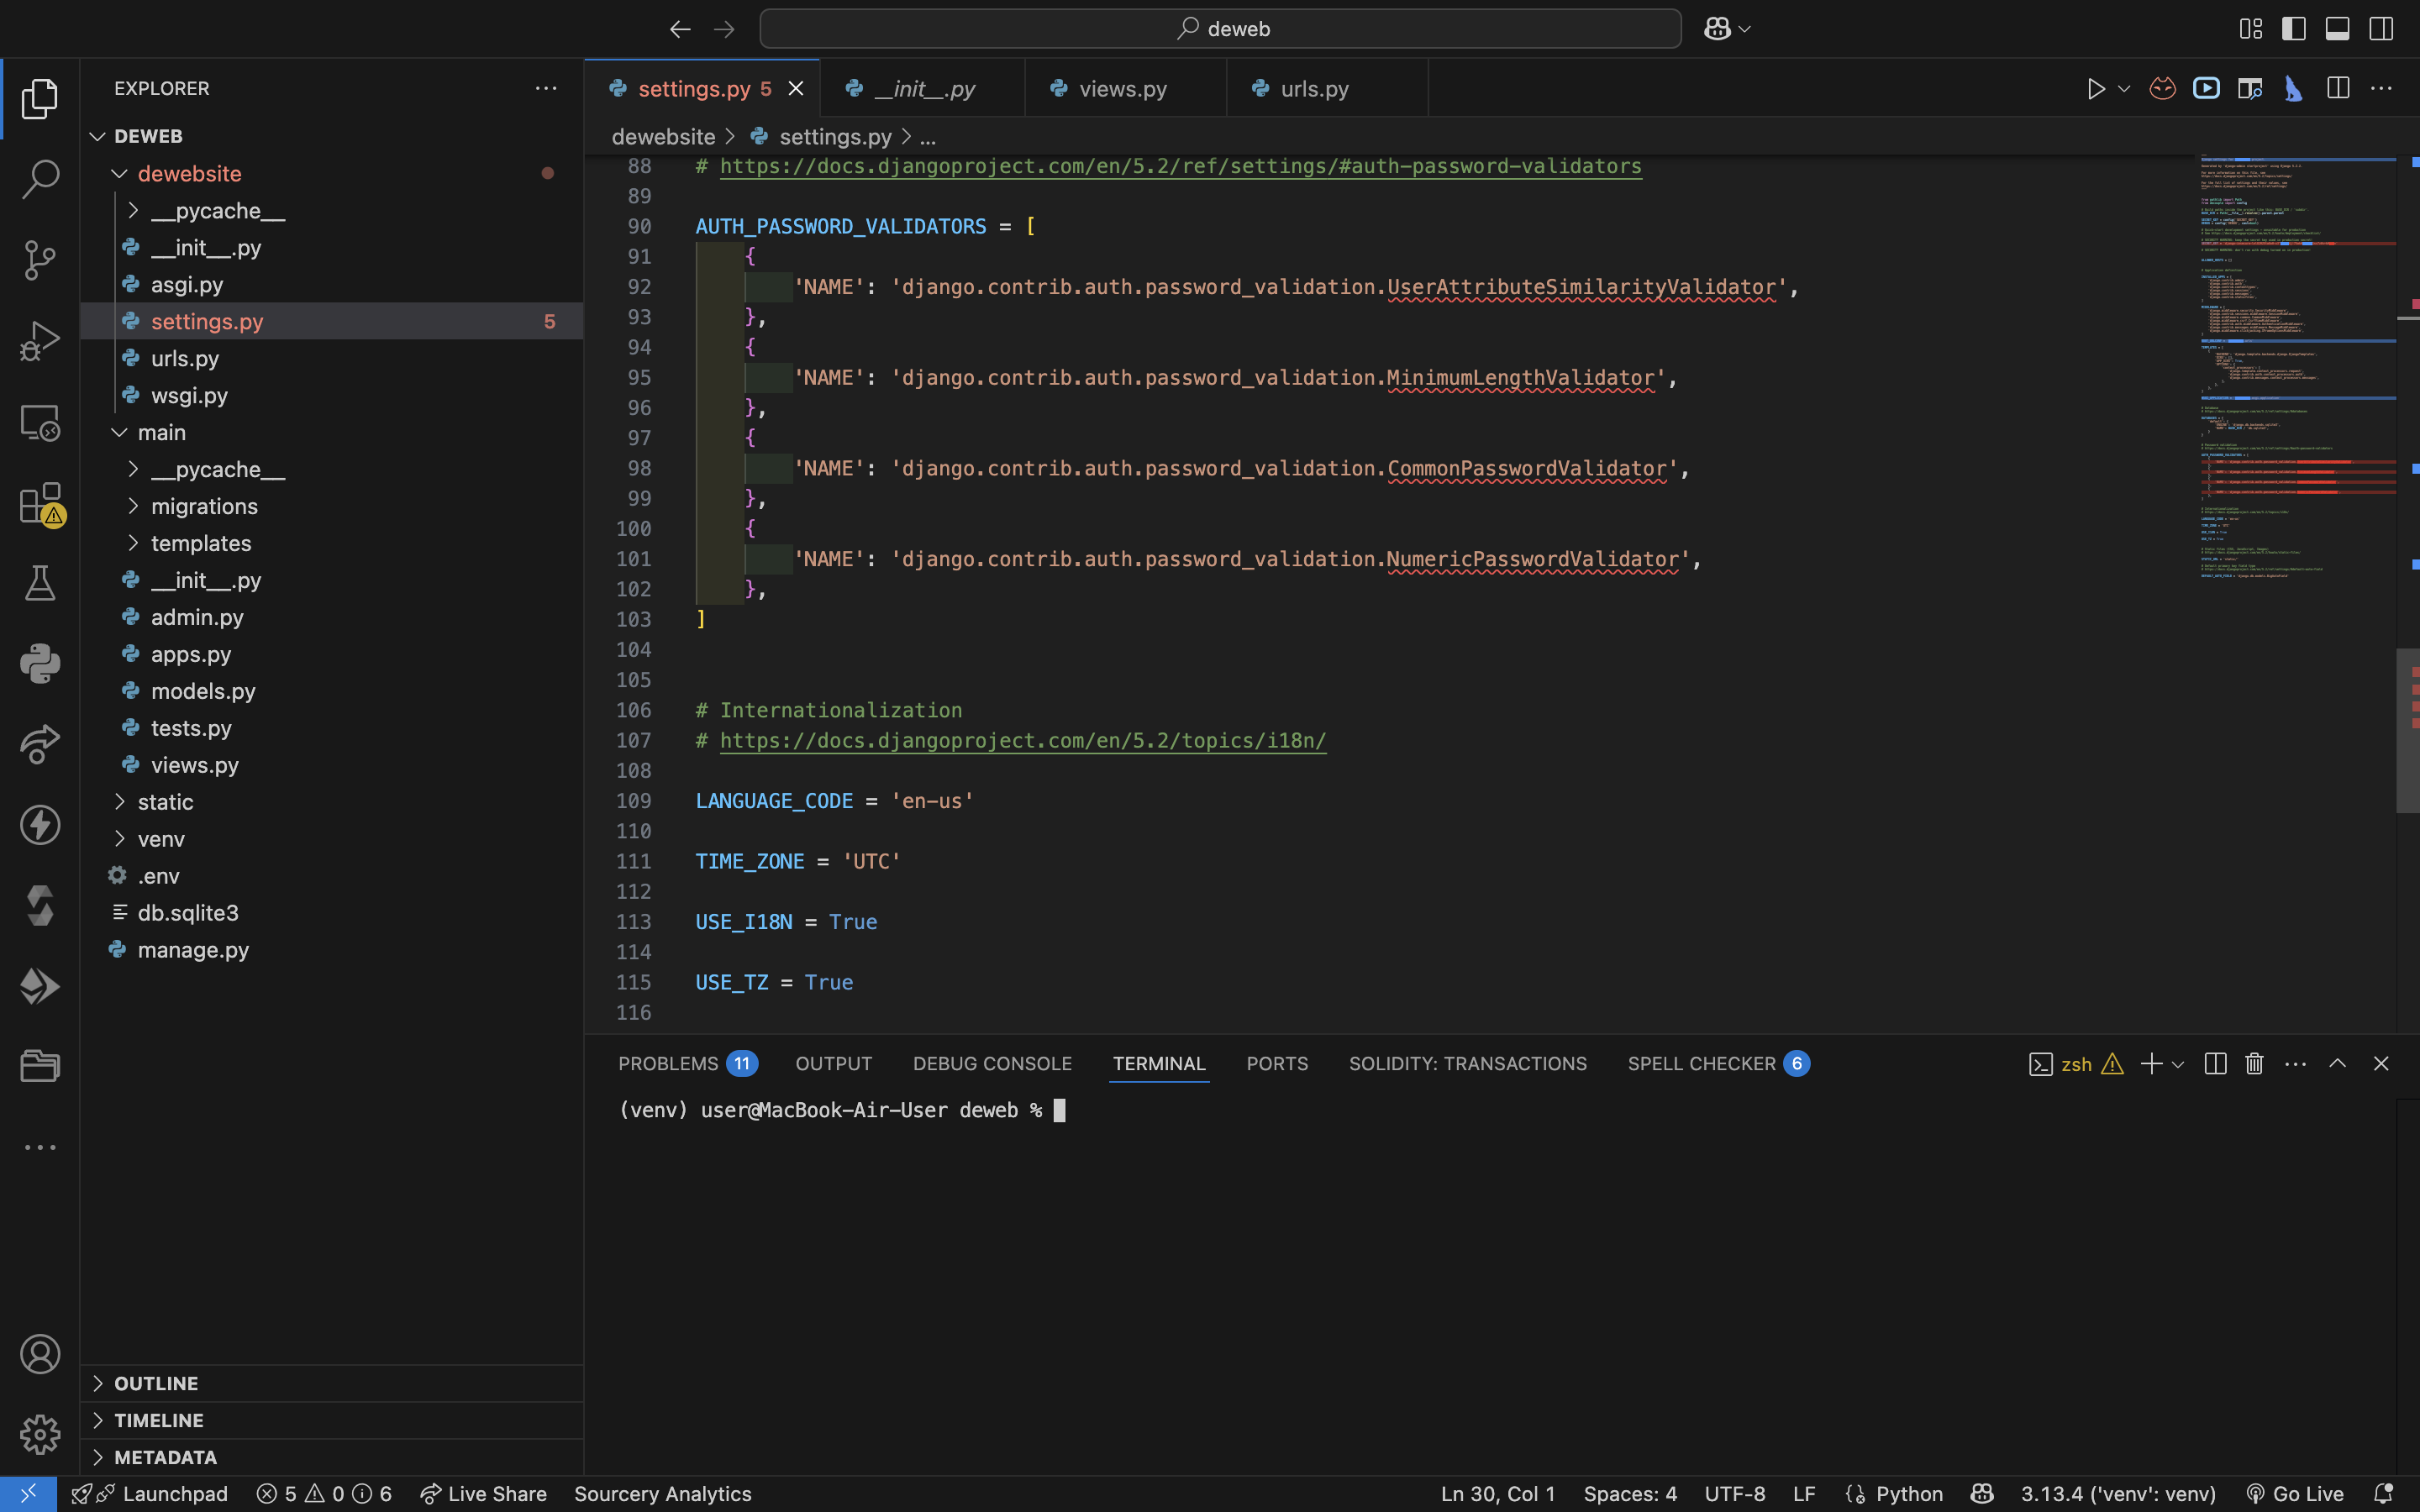 deweb
EXPLORER
DEWEB
dewebsite
__pycache__
__init__.py
asgi.py
settings.py 5
urls.py
wsgi.py
main
__pycache__
migrations
templates
__init__.py
admin.py
apps.py
models.py
tests.py
views.py
static
venv
.env
db.sqlite3
manage.py
OUTLINE
TIMELINE
METADATA
settings.py 5 __init__.py views.py urls.py
dewebsite > settings.py > ...
88 # https://docs.djangoproject.com/en/5.2/ref/settings/#auth-password-validators
89
90 AUTH_PASSWORD_VALIDATORS = [
91 {
92 'NAME': 'django.contrib.auth.password_validation.UserAttributeSimilarityValidator',
93 },
94 {
95 'NAME': 'django.contrib.auth.password_validation.MinimumLengthValidator',
96 },
97 {
98 'NAME': 'django.contrib.auth.password_validation.CommonPasswordValidator',
99 },
100 {
101 'NAME': 'django.contrib.auth.password_validation.NumericPasswordValidator',
102 },
103 ]
104
105
106 # Internationalization
107 # https://docs.djangoproject.com/en/5.2/topics/i18n/
108
109 LANGUAGE_CODE = 'en-us'
110
111 TIME_ZONE = 'UTC'
112
113 USE_I18N = True
114
115 USE_TZ = True
116
PROBLEMS 11 OUTPUT DEBUG CONSOLE TERMINAL PORTS SOLIDITY: TRANSACTIONS SPELL CHECKER 6 zsh
(venv) user@MacBook-Air-User deweb %
Launchpad 5 0 6 Live Share Sourcery Analytics Ln 30, Col 1 Spaces: 4 UTF-8 LF Python 3.13.4 ('venv': venv) Go Live